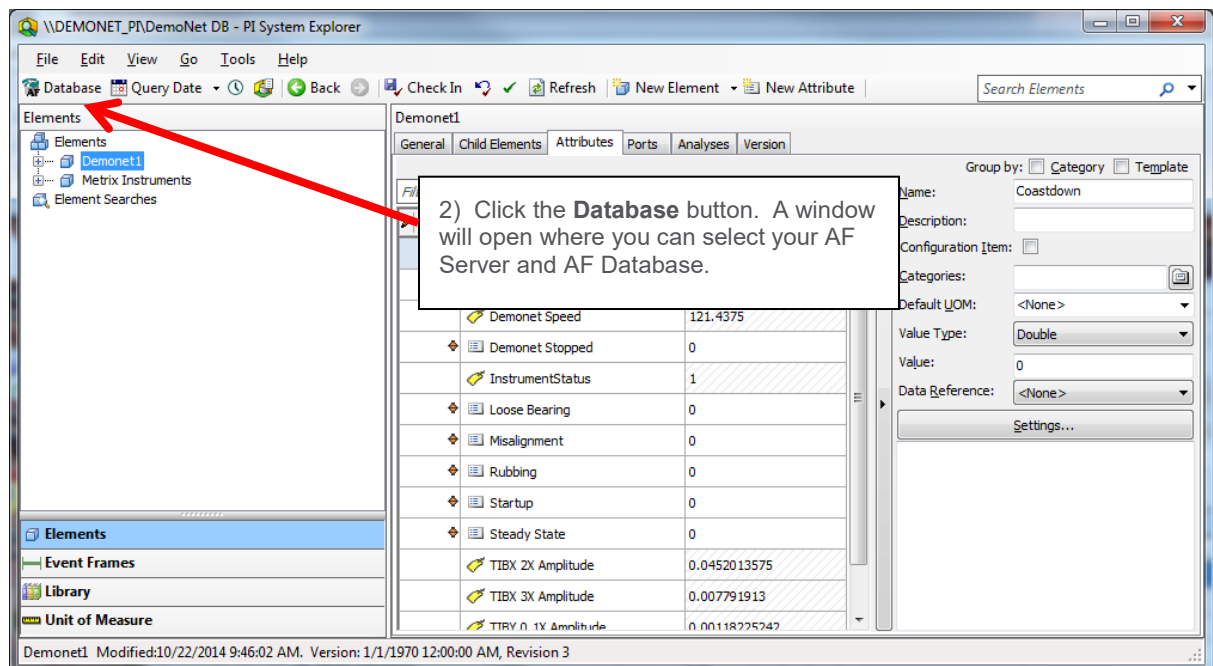 \\DEMONET_PI\DemoNet DB - PI System Explorer
File Edit View Go Tools Help
Database Query Date Back Check In Refresh New Element New Attribute Search Elements
Elements
Elements
Demonet1
Metrix Instruments
Element Searches
Demonet1
General Child Elements Attributes Ports Analyses Version
Group by: Category Template
2) Click the Database button. A window
will open where you can select your AF
Server and AF Database.
Demonet Speed 121.4375
Demonet Stopped 0
InstrumentStatus 1
Loose Bearing 0
Misalignment 0
Rubbing 0
Startup 0
Steady State 0
TIBX 2X Amplitude 0.0452013575
TIBX 3X Amplitude 0.007791913
TIBY 0.1X Amplitude 0.00118225242
Name: Coastdown
Description:
Configuration Item:
Categories:
Default UOM: <None>
Value Type: Double
Value: 0
Data Reference: <None>
Settings...
Elements
Event Frames
Library
Unit of Measure
Demonet1 Modified:10/22/2014 9:46:02 AM. Version: 1/1/1970 12:00:00 AM, Revision 3